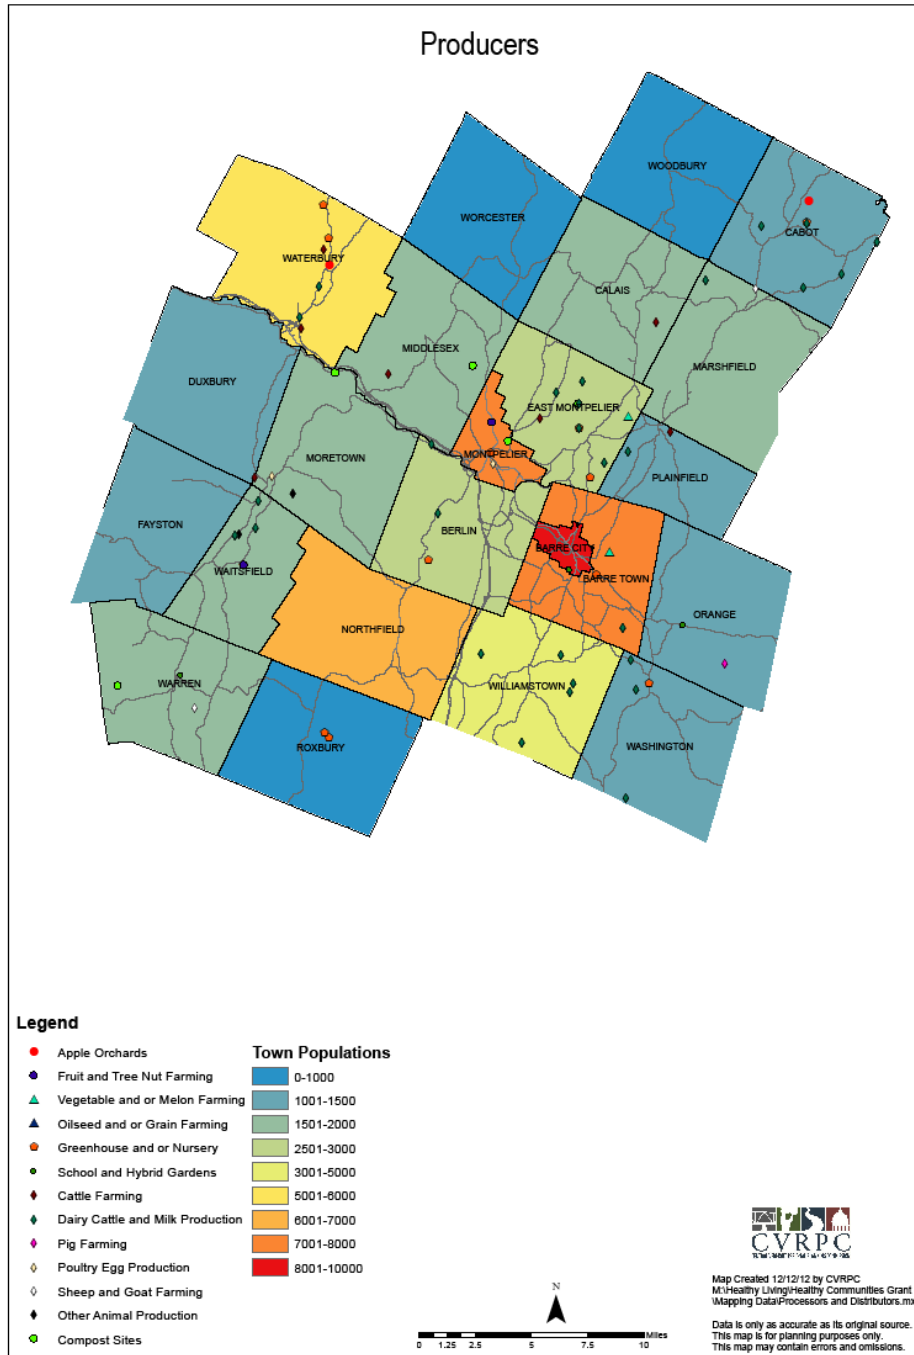 Producers
WOODBURY
WORCESTER
CABOT
WATERBURY
CALAIS
MIDDLESEX
MARSHFIELD
DUXBURY
EAST MONTPELIER
MONTPELIER
MORETOWN
PLAINFIELD
FAYSTON
BERLIN
BARRE CITY
WAITSFIELD
BARRE TOWN
ORANGE
NORTHFIELD
WARREN
WILLIAMSTOWN
ROXBURY
WASHINGTON
Legend
Apple Orchards
Fruit and Tree Nut Farming
Vegetable and or Melon Farming
Oilseed and or Grain Farming
Greenhouse and or Nursery
School and Hybrid Gardens
Cattle Farming
Dairy Cattle and Milk Production
Pig Farming
Poultry Egg Production
Sheep and Goat Farming
Other Animal Production
Compost Sites
Town Populations
0-1000
1001-1500
1501-2000
2501-3000
3001-5000
5001-6000
6001-7000
7001-8000
8001-10000
N
Miles
0 1.25 2.5 5 7.5 10
CVRPC
Map Created 12/12/12 by CVRPC
M:\Healthy Living\Healthy Communities Grant
\Mapping Data\Processors and Distributors.mx
Data is only as accurate as its original source.
This map is for planning purposes only.
This map may contain errors and omissions.